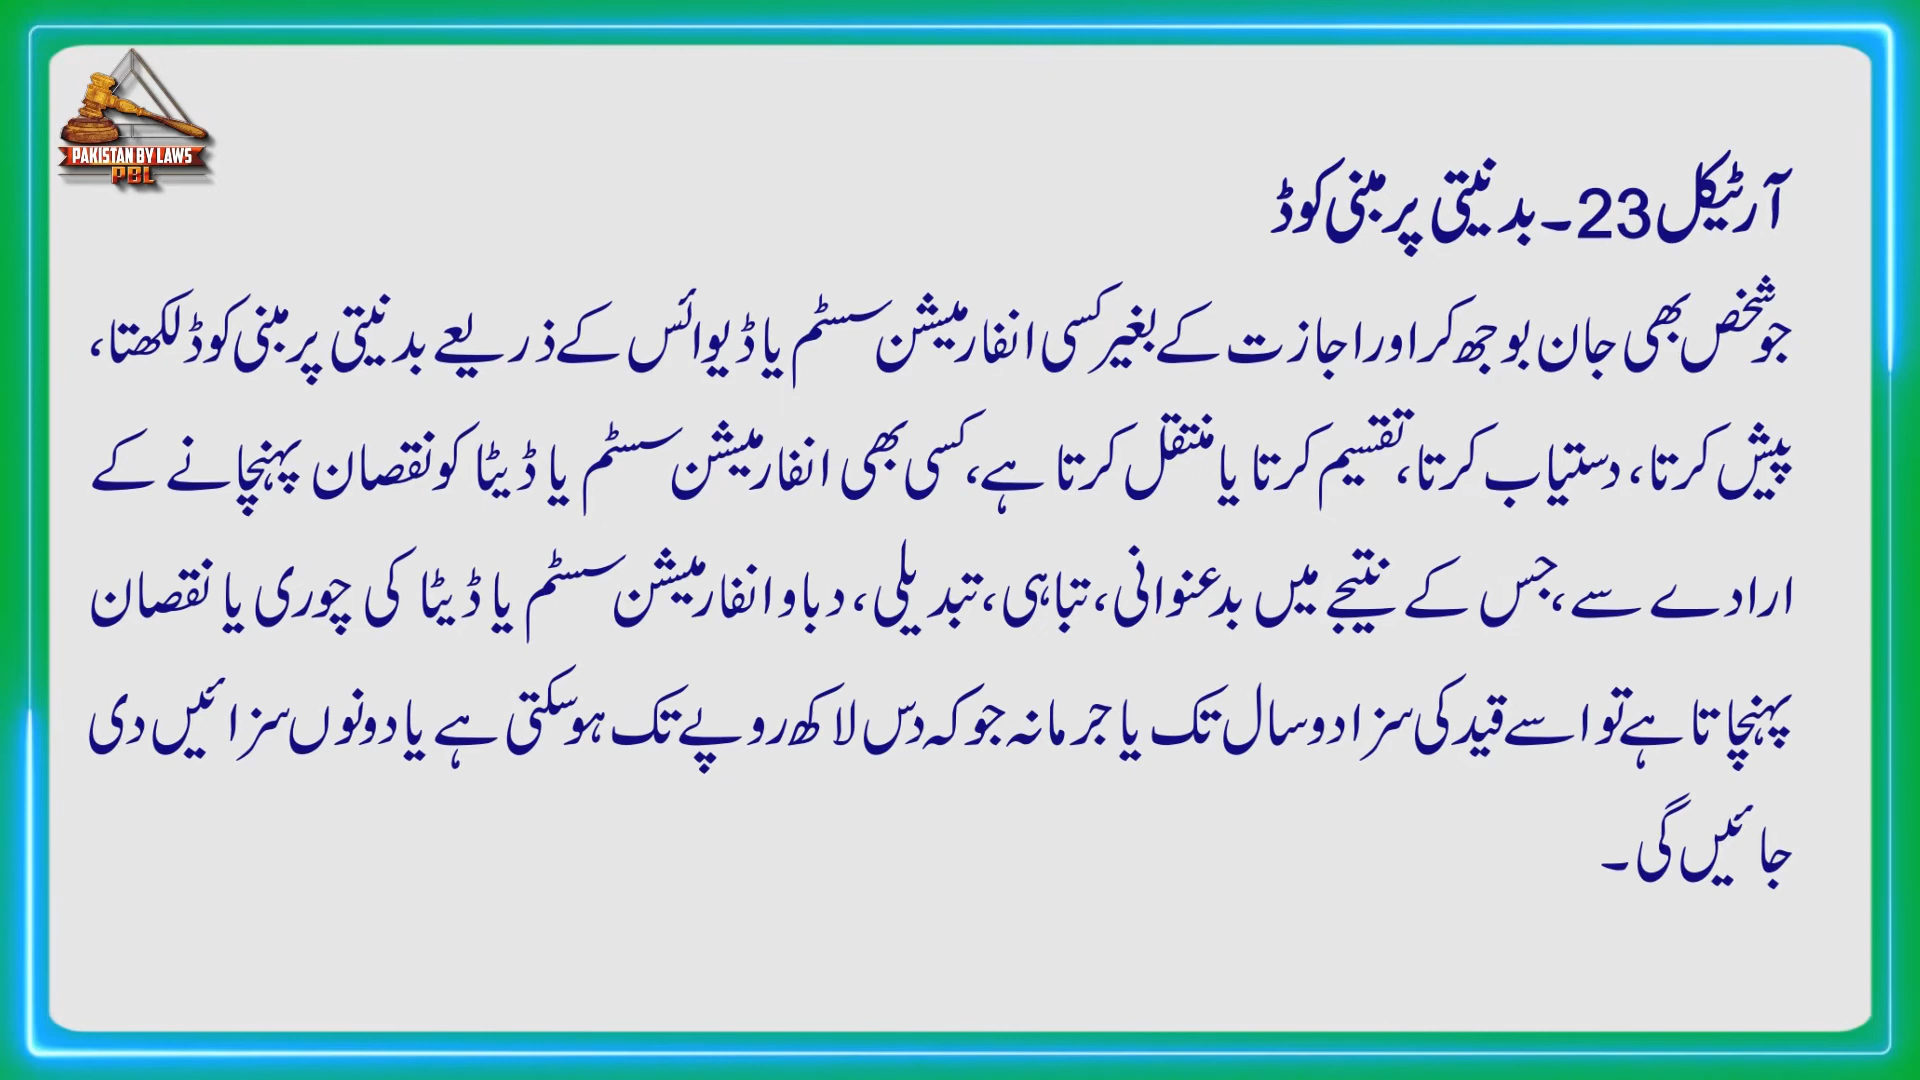 PAKISTAN BY LAWS
PBL
آرٹیکل 23۔ بدنیتی پر مبنی کوڈ
جو شخص بھی جان بوجھ کر اور اجازت کے بغیر کسی انفارمیشن سسٹم یا ڈیوائس کے ذریعے بدنیتی پر مبنی کوڈ لکھتا،
پیش کرتا، دستیاب کرتا، تقسیم کرتا یا منتقل کرتا ہے، کسی بھی انفارمیشن سسٹم یا ڈیٹا کو نقصان پہنچانے کے
ارادے سے، جس کے نتیجے میں بدعنوانی، تباہی، تبدیلی، دباو انفارمیشن سسٹم یا ڈیٹا کی چوری یا نقصان
پہنچاتا ہے تو اسے قید کی سزا دو سال تک یا جرمانہ جو کہ دس لاکھ روپے تک ہو سکتی ہے یا دونوں سزائیں دی
جائیں گی۔